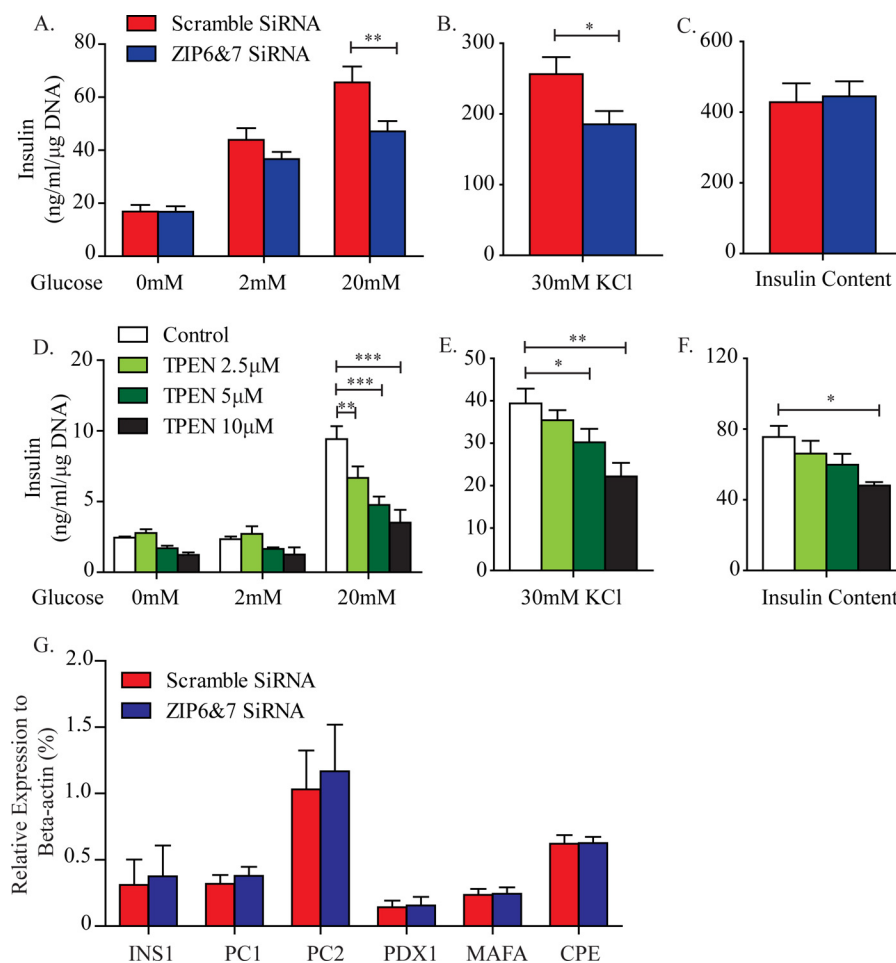 A.
Scramble SiRNA
ZIP6&7 SiRNA
**
Insulin
(ng/ml/µg DNA)
80
60
40
20
0
Glucose 0mM 2mM 20mM
B.
*
300
200
100
0
30mM KCl
C.
600
400
200
0
Insulin Content
D.
Control
TPEN 2.5µM
TPEN 5µM
TPEN 10µM
***
***
**
Insulin
(ng/ml/µg DNA)
20
10
5
0
Glucose 0mM 2mM 20mM
E.
**
*
50
40
30
20
10
0
30mM KCl
F.
*
120
80
40
0
Insulin Content
G.
Scramble SiRNA
ZIP6&7 SiRNA
Relative Expression to
Beta-actin (%)
2.0
1.5
1.0
0.5
0
INS1 PC1 PC2 PDX1 MAFA CPE